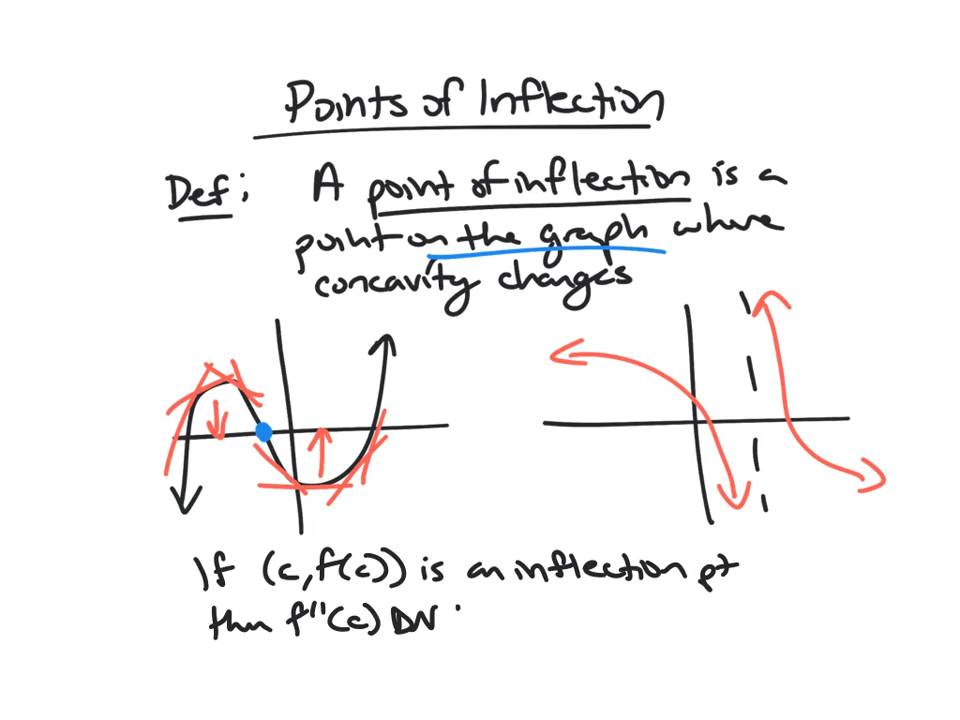 Points of Inflection
Def: A point of inflection is a
point on the graph where
concavity changes
If (c, f(c)) is an inflection pt
then f''(c) DN